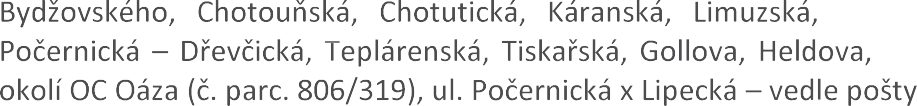 Bydžovského, Chotouňská, Chotutická, Káranská, Limuzská,
Počernická – Dřevčická, Teplárenská, Tiskařská, Gollova, Heldova,
okolí OC Oáza (č. parc. 806/319), ul. Počernická x Lipecká – vedle pošty